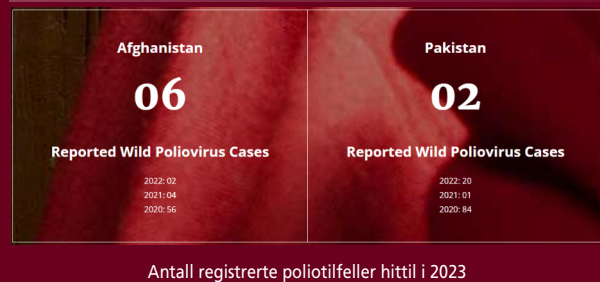 Afghanistan
06
Reported Wild Poliovirus Cases
2022: 02
2021: 04
2020: 56
Pakistan
02
Reported Wild Poliovirus Cases
2022: 20
2021: 01
2020: 84
Antall registrerte poliotilfeller hittil i 2023